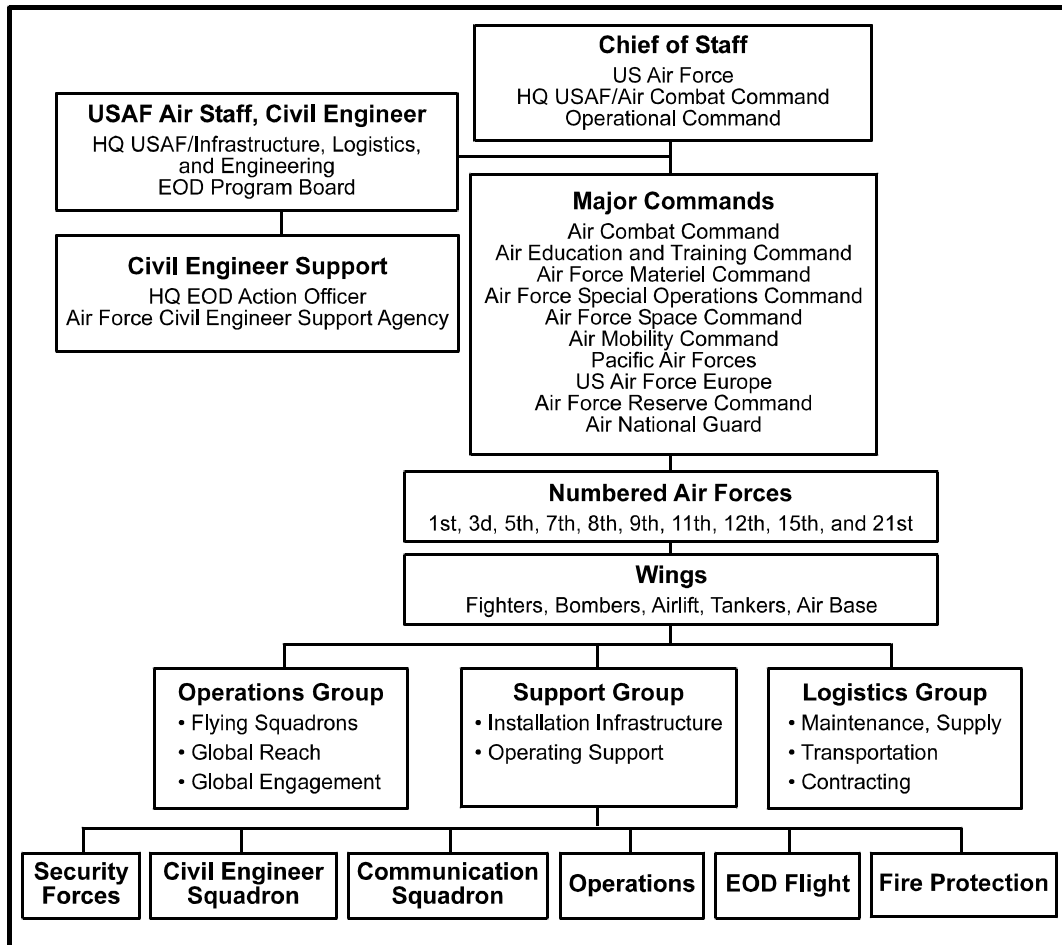 Chief of Staff
US Air Force
HQ USAF/Air Combat Command
Operational Command
USAF Air Staff, Civil Engineer
HQ USAF/Infrastructure, Logistics,
and Engineering
EOD Program Board
Civil Engineer Support
HQ EOD Action Officer
Air Force Civil Engineer Support Agency
Major Commands
Air Combat Command
Air Education and Training Command
Air Force Materiel Command
Air Force Special Operations Command
Air Force Space Command
Air Mobility Command
Pacific Air Forces
US Air Force Europe
Air Force Reserve Command
Air National Guard
Numbered Air Forces
1st, 3d, 5th, 7th, 8th, 9th, 11th, 12th, 15th, and 21st
Wings
Fighters, Bombers, Airlift, Tankers, Air Base
Operations Group
• Flying Squadrons
• Global Reach
• Global Engagement
Support Group
• Installation Infrastructure
• Operating Support
Logistics Group
• Maintenance, Supply
• Transportation
• Contracting
Security
Forces
Civil Engineer
Squadron
Communication
Squadron
Operations
EOD Flight
Fire Protection